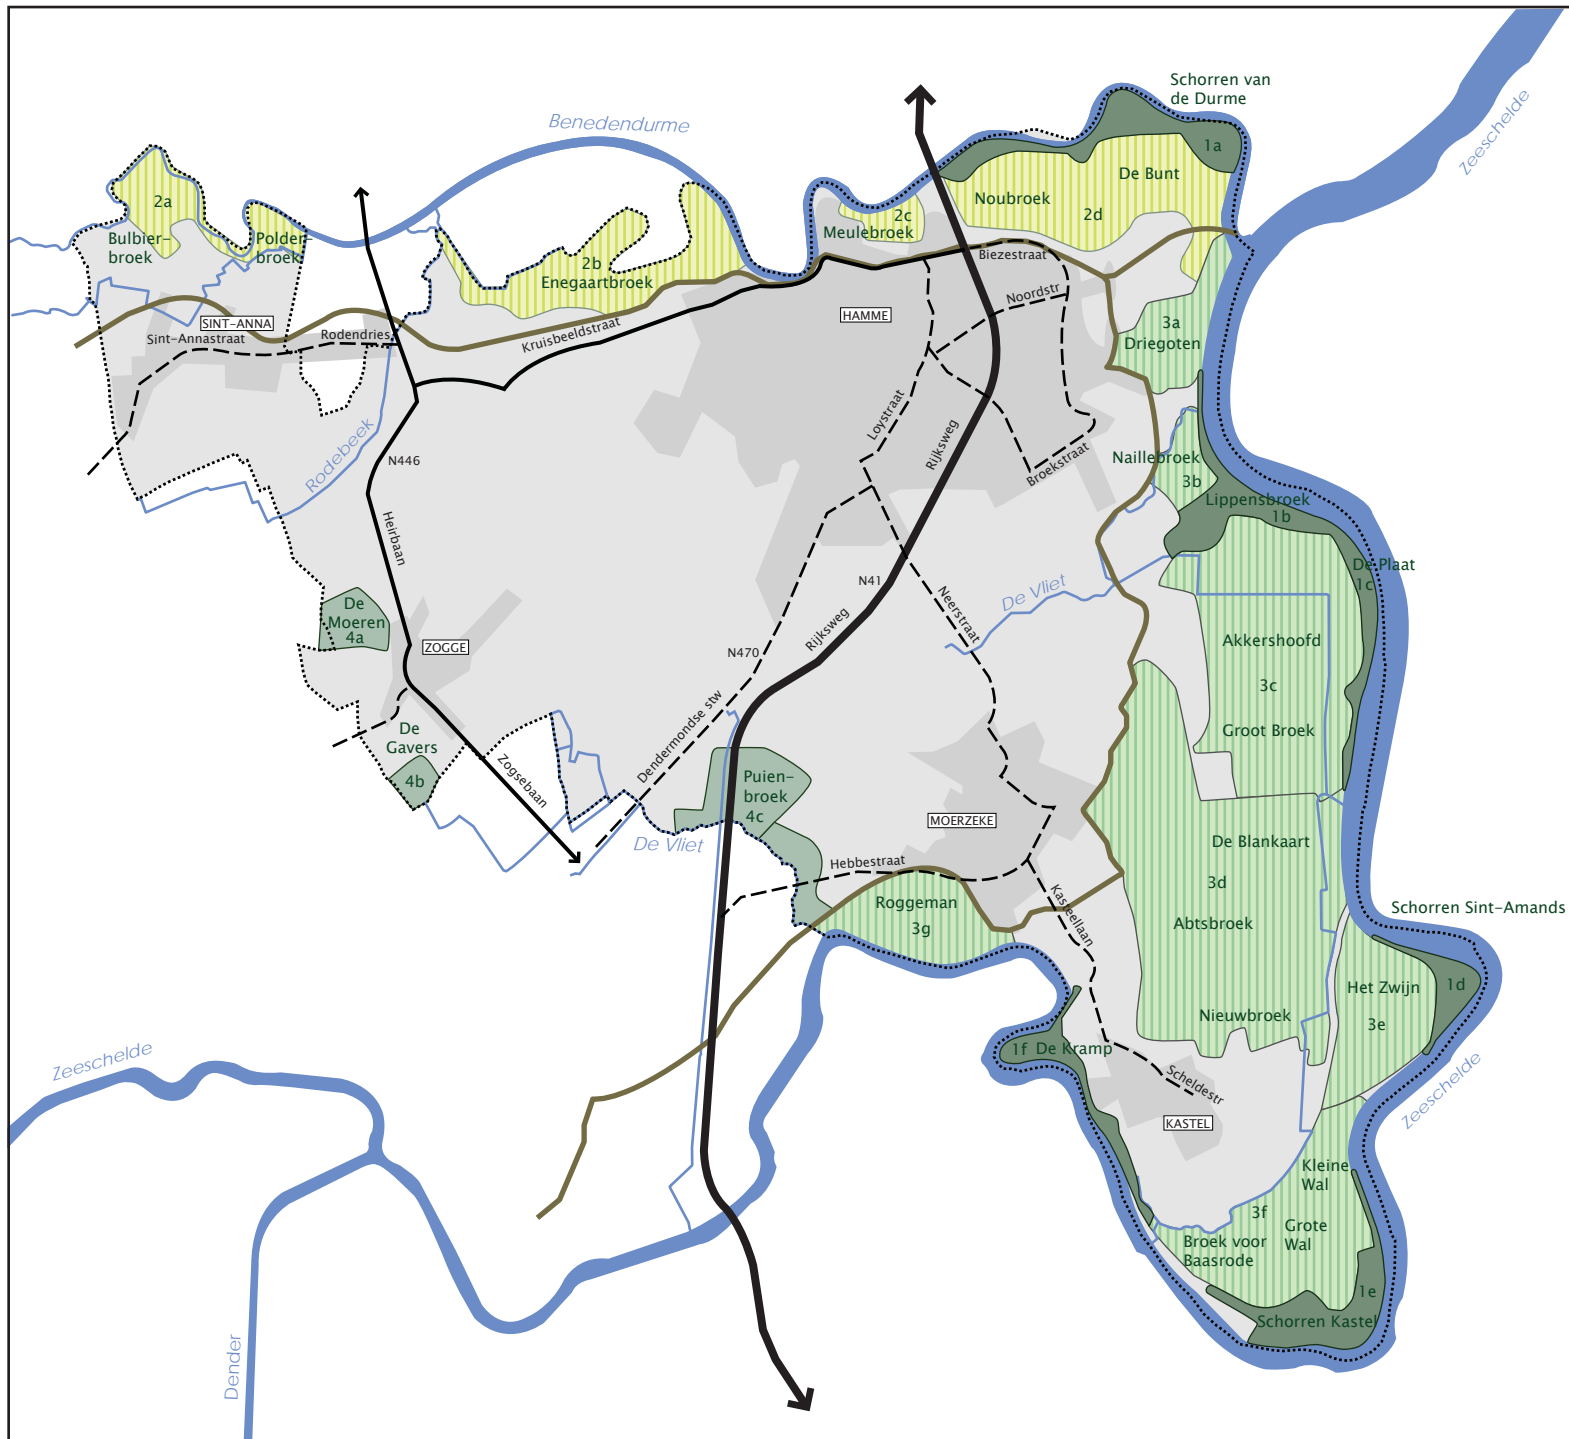 Schorren van
de Durme
Benedendurme
Zeeschelde
1a
De Bunt
Noubroek
2d
2a
2c
Meulebroek
Bulbier-
broek
Polder-
broek
2b
Enegaartbroek
Biezestraat
Noordstr
HAMME
SINT-ANNA
Sint-Annastraat
Rodendries
Kruisbeeldstraat
3a
Driegoten
Loystraat
Rijksweg
Broekstraat
Rodebeek
N446
Naillebroek
3b
Lippensbroek
1b
Heirbaan
De Plaat
1c
N41
De Vliet
Neerstraat
De
Moeren
4a
ZOGGE
Rijksweg
N470
Akkershoofd
3c
Groot Broek
De
Gavers
4b
Zogsebaan
Dendermondse stw
Puien-
broek
4c
MOERZEKE
De Vliet
De Blankaart
3d
Abtsbroek
Hebbestraat
Roggeman
3g
Kasteellaan
Schorren Sint-Amands
Het Zwijn
3e
1d
Nieuwbroek
1f De Kramp
Scheldestr
KASTEL
Zeeschelde
Zeeschelde
Kleine
Wal
3f
Grote
Wal
Broek voor
Baasrode
1e
Schorren Kastel
Dender